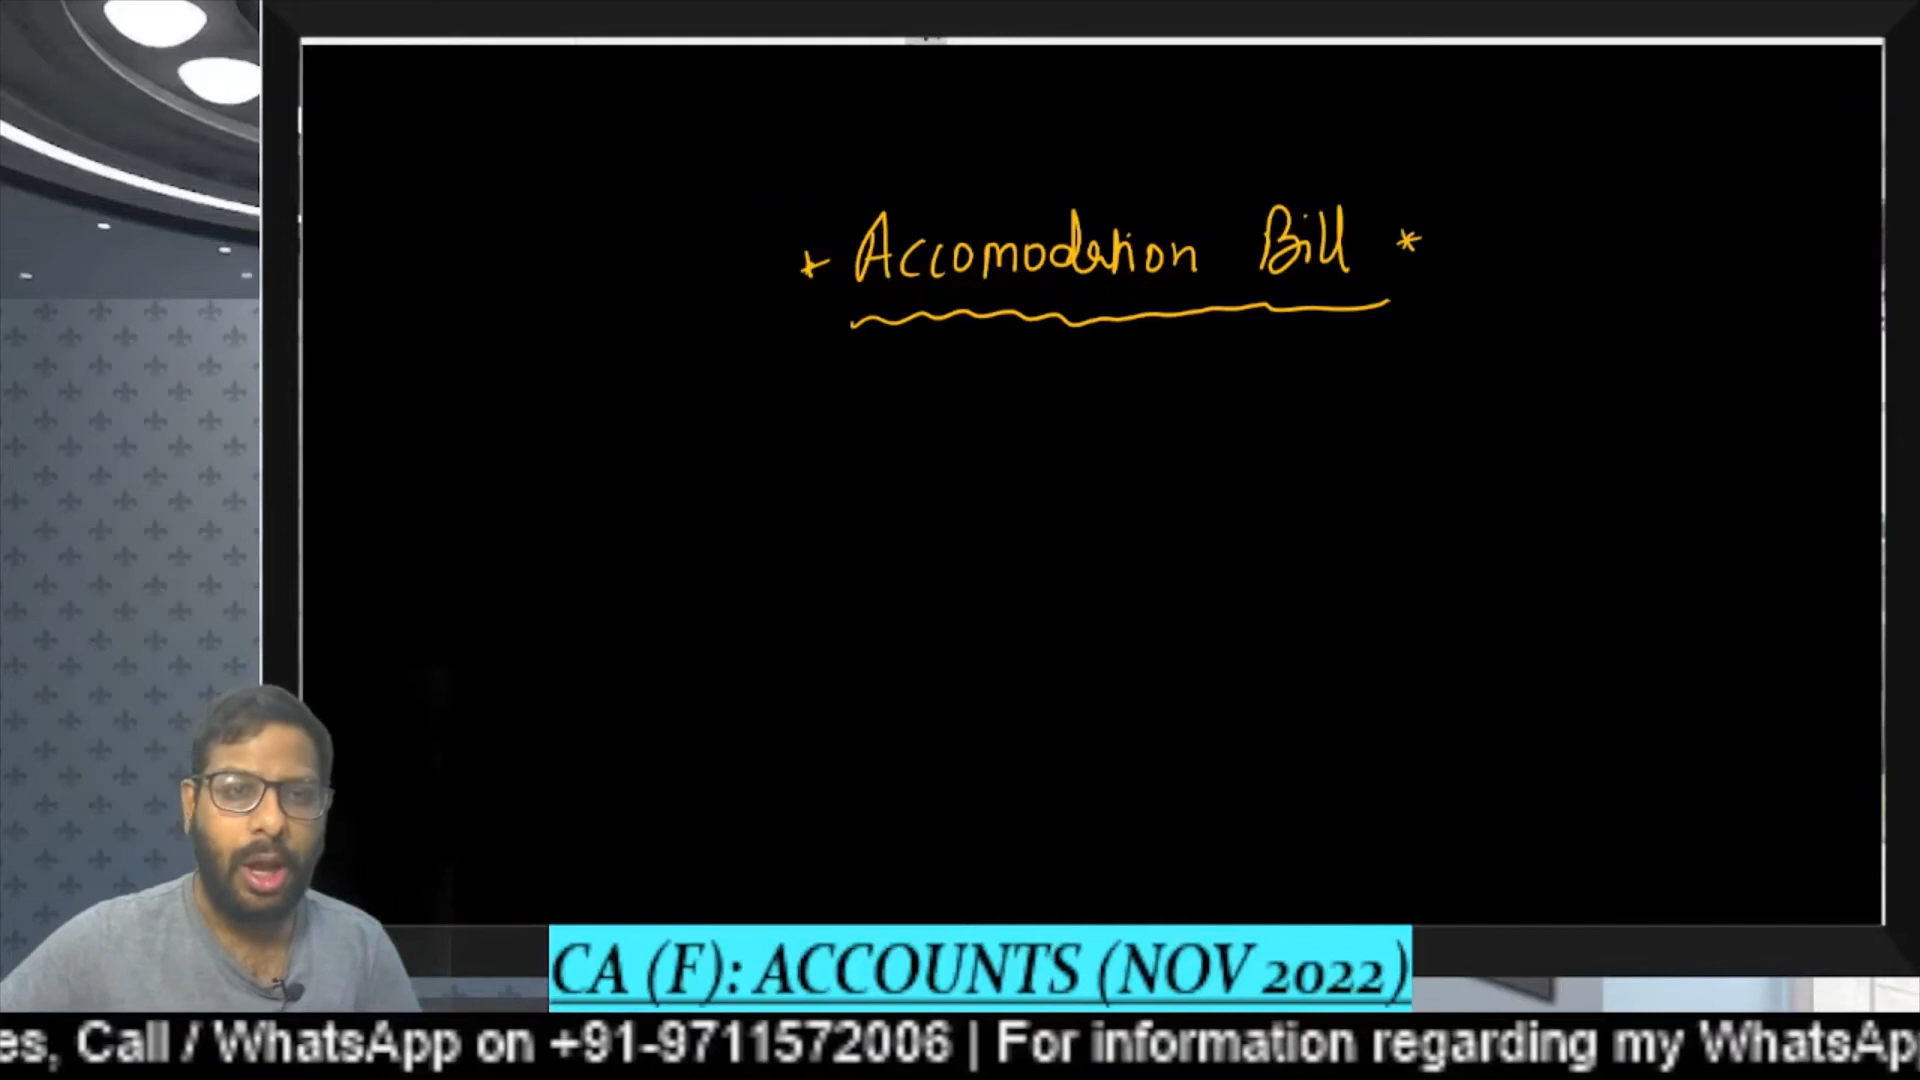 * Accomodation Bill *
CA (F): ACCOUNTS (NOV 2022)
es, Call / WhatsApp on +91-9711572006 | For information regarding my WhatsAp